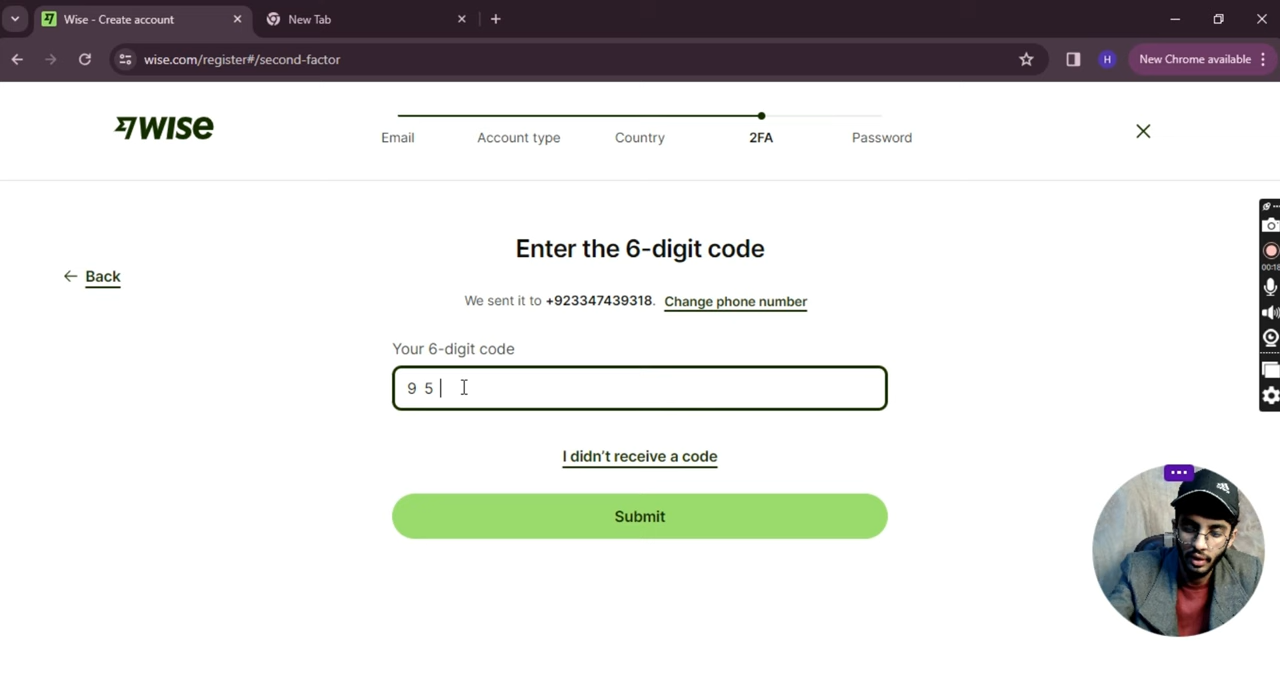 Wise - Create account
New Tab
wise.com/register#/second-factor
H
New Chrome available
WISE
Email
Account type
Country
2FA
Password
Back
Enter the 6-digit code
We sent it to +923347439318. Change phone number
Your 6-digit code
9 5
I didn't receive a code
Submit